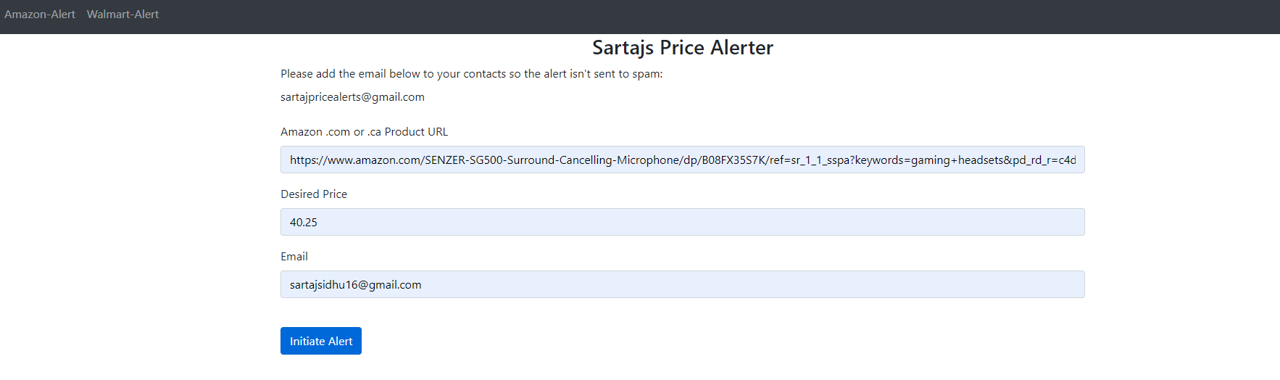 Amazon-Alert Walmart-Alert
Sartajs Price Alerter
Please add the email below to your contacts so the alert isn't sent to spam:
sartajpricealerts@gmail.com
Amazon .com or .ca Product URL
https://www.amazon.com/SENZER-SG500-Surround-Cancelling-Microphone/dp/B08FX35S7K/ref=sr_1_1_sspa?keywords=gaming+headsets&pd_rd_r=c4d
Desired Price
40.25
Email
sartajsidhu16@gmail.com
Initiate Alert